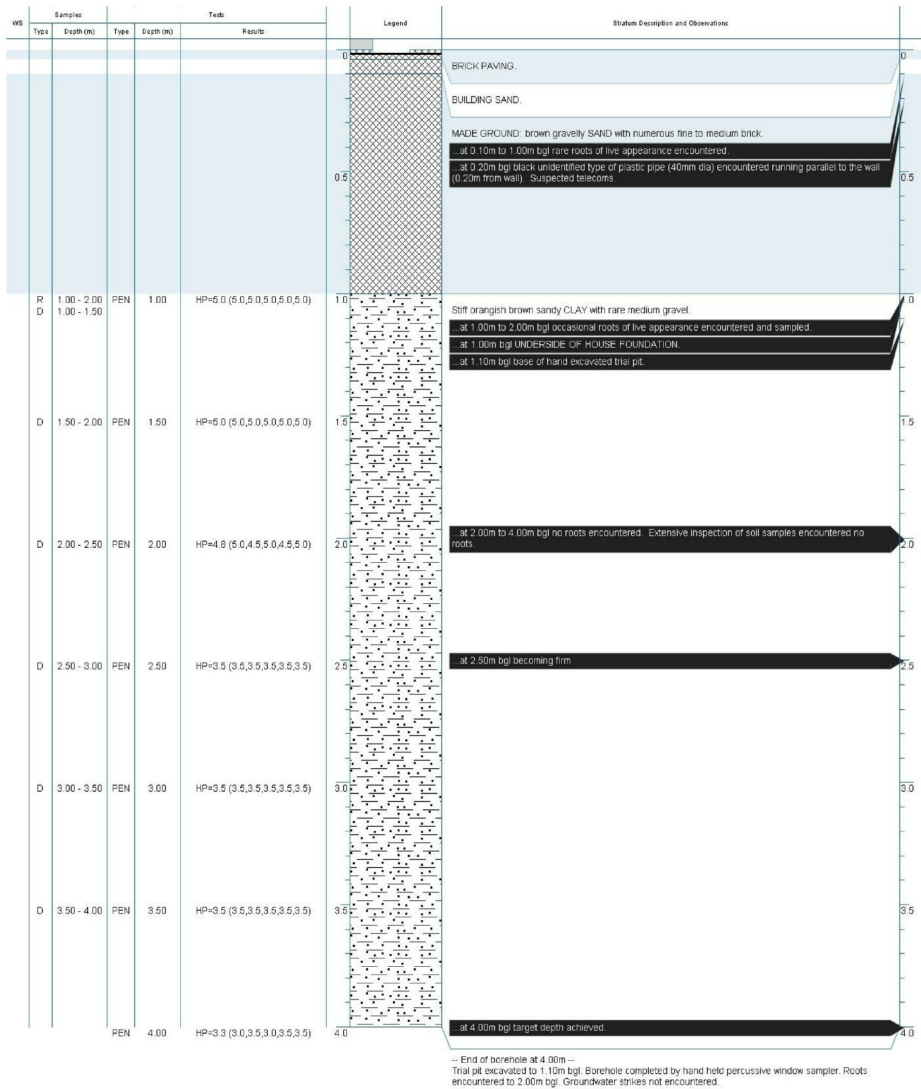 Samples Tests
WS Legend Stratum Description and Observations
Type Depth (m) Type Depth (m) Results
0 0
BRICK PAVING.
BUILDING SAND.
MADE GROUND: brown gravelly SAND with numerous fine to medium brick.
...at 0.10m to 1.00m bgl rare roots of live appearance encountered.
...at 0.20m bgl black unidentified type of plastic pipe (40mm dia) encountered running parallel to the wall
(0.20m from wall). Suspected telecoms.
0.5 0.5
R 1.00 - 2.00 PEN 1.00 HP=5.0 (5.0,5.0,5.0,5.0,5.0) 1.0 1.0
D 1.00 - 1.50
Stiff orangish brown sandy CLAY with rare medium gravel.
...at 1.00m to 2.00m bgl occasional roots of live appearance encountered and sampled.
...at 1.00m bgl UNDERSIDE OF HOUSE FOUNDATION.
...at 1.10m bgl base of hand excavated trial pit.
D 1.50 - 2.00 PEN 1.50 HP=5.0 (5.0,5.0,5.0,5.0,5.0) 1.5 1.5
...at 2.00m to 4.00m bgl no roots encountered. Extensive inspection of soil samples encountered no
roots.
D 2.00 - 2.50 PEN 2.00 HP=4.8 (5.0,4.5,5.0,4.5,5.0) 2.0 2.0
D 2.50 - 3.00 PEN 2.50 HP=3.5 (3.5,3.5,3.5,3.5,3.5) 2.5 ...at 2.50m bgl becoming firm 2.5
D 3.00 - 3.50 PEN 3.00 HP=3.5 (3.5,3.5,3.5,3.5,3.5) 3.0 3.0
D 3.50 - 4.00 PEN 3.50 HP=3.5 (3.5,3.5,3.5,3.5,3.5) 3.5 3.5
PEN 4.00 HP=3.3 (3.0,3.5,3.0,3.5,3.5) 4.0 ...at 4.00m bgl target depth achieved. 4.0
-- End of borehole at 4.00m --
Trial pit excavated to 1.10m bgl. Borehole completed by hand held percussive window sampler. Roots
encountered to 2.00m bgl. Groundwater strikes not encountered.